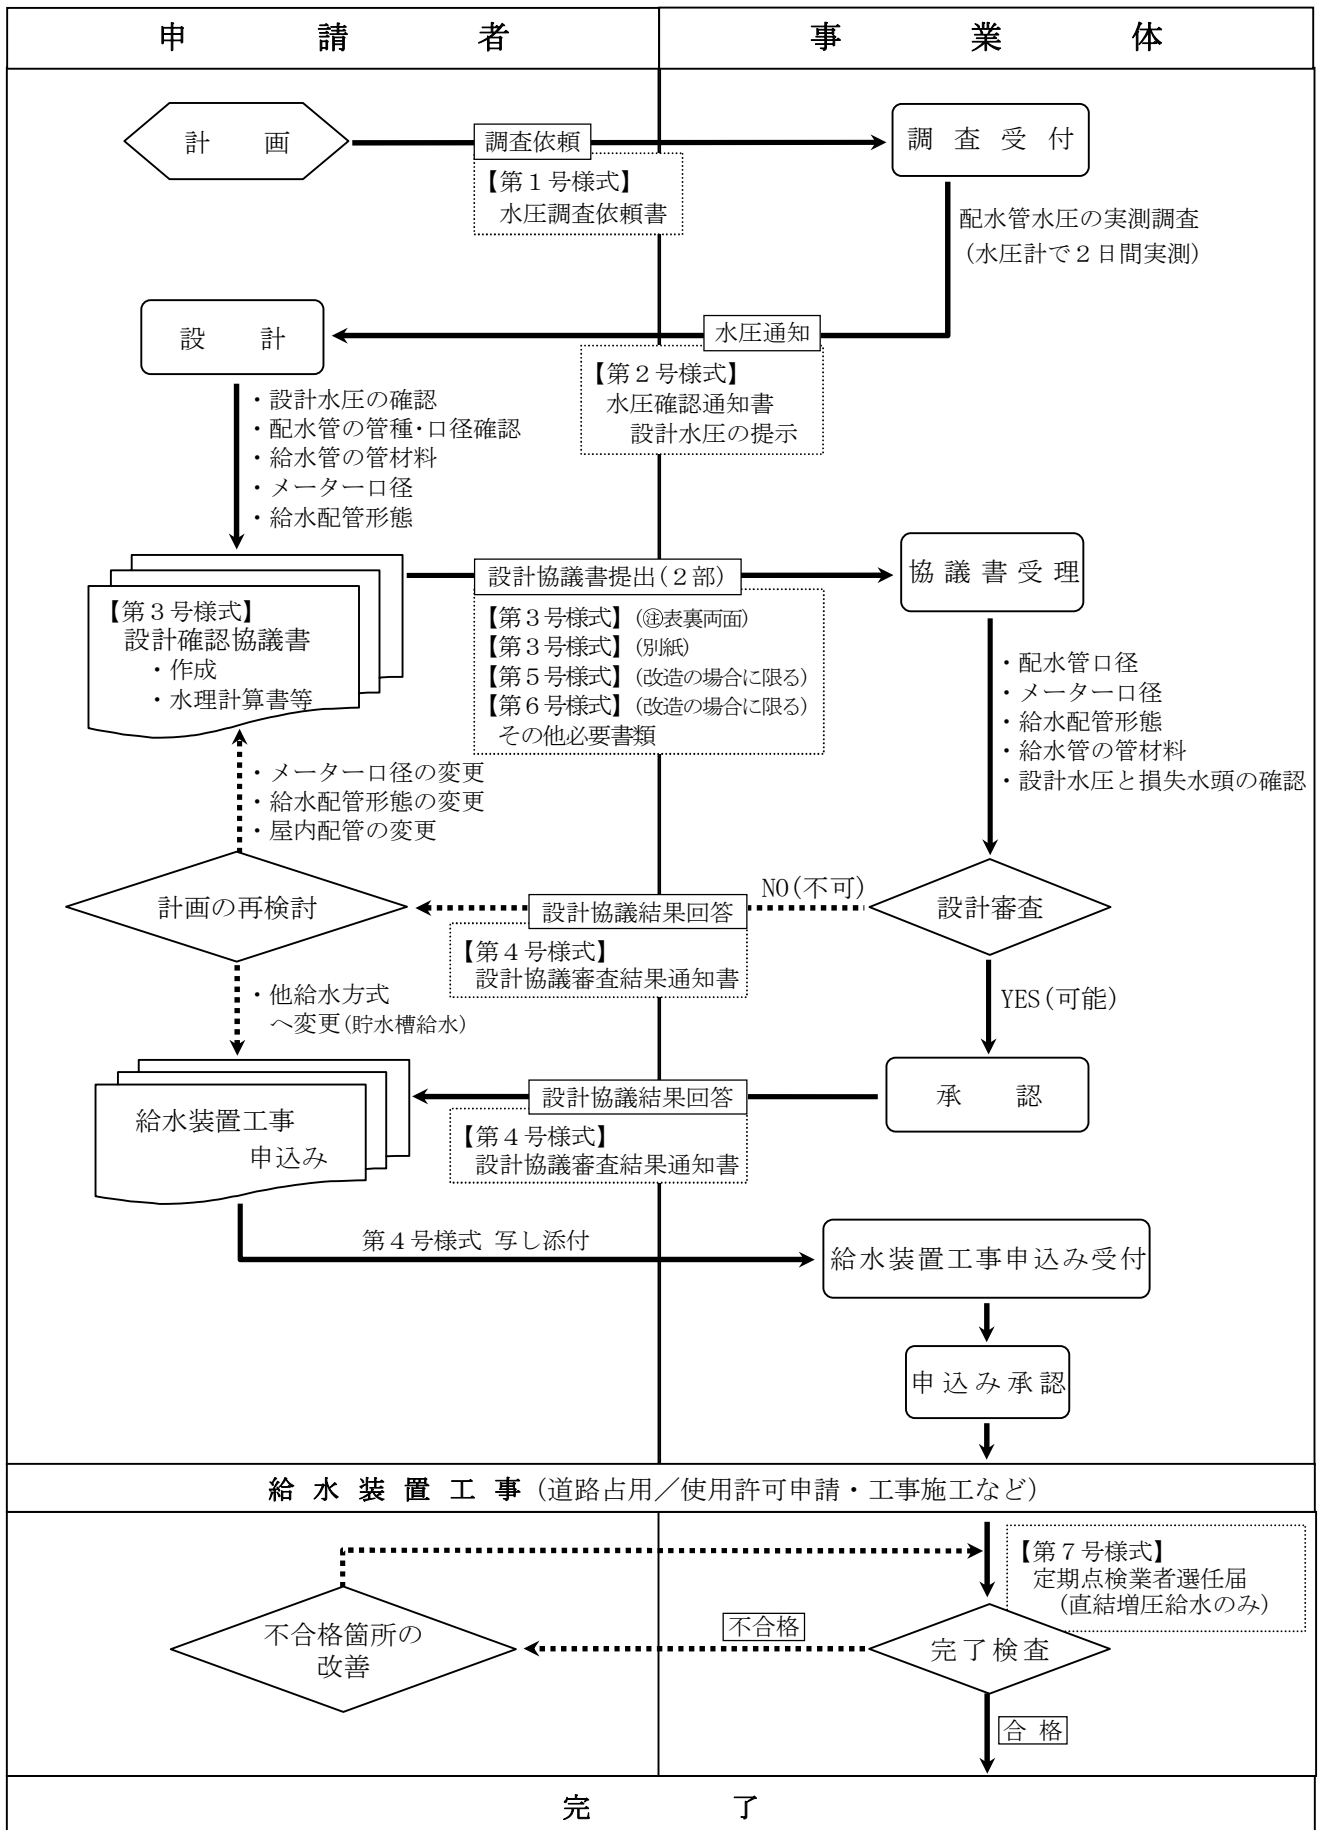 申請者
事業体
計画
調査依頼
調査受付
【第１号様式】
水圧調査依頼書
配水管水圧の実測調査
(水圧計で２日間実測)
設計
水圧通知
【第２号様式】
水圧確認通知書
設計水圧の提示
・設計水圧の確認
・配水管の管種･口径確認
・給水管の管材料
・メーター口径
・給水配管形態
設計協議書提出(２部)
協議書受理
【第３号様式】
設計確認協議書
・作成
・水理計算書等
【第３号様式】(㊟表裏両面)
【第３号様式】(別紙)
【第５号様式】(改造の場合に限る)
【第６号様式】(改造の場合に限る)
その他必要書類
・配水管口径
・メーター口径
・給水配管形態
・給水管の管材料
・設計水圧と損失水頭の確認
・メーター口径の変更
・給水配管形態の変更
・屋内配管の変更
計画の再検討
設計協議結果回答
NO(不可)
設計審査
【第４号様式】
設計協議審査結果通知書
・他給水方式
へ変更(貯水槽給水)
YES(可能)
給水装置工事
申込み
設計協議結果回答
承認
【第４号様式】
設計協議審査結果通知書
第４号様式 写し添付
給水装置工事申込み受付
申込み承認
給水装置工事(道路占用／使用許可申請・工事施工など)
【第７号様式】
定期点検業者選任届
(直結増圧給水のみ)
不合格箇所の
改善
不合格
完了検査
合格
完了